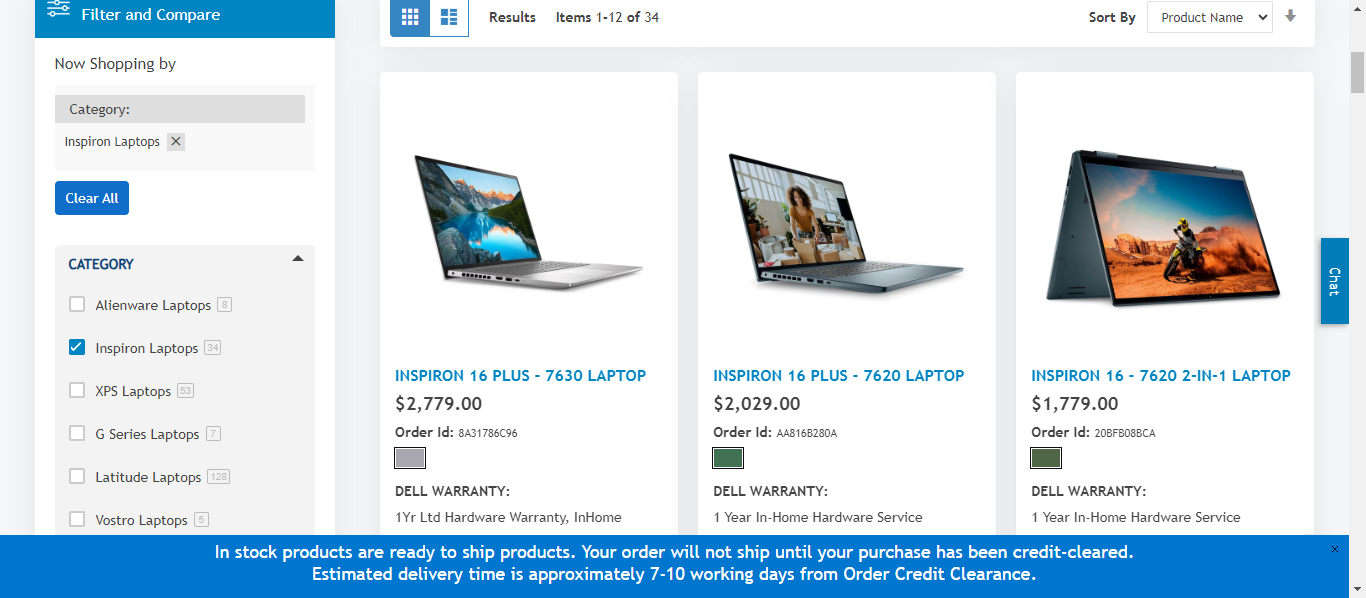 Filter and Compare
Results Items 1-12 of 34
Sort By Product Name
Now Shopping by
Category:
Inspiron Laptops
Clear All
CATEGORY
Alienware Laptops 8
Inspiron Laptops 34
XPS Laptops 53
G Series Laptops 7
Latitude Laptops 128
Vostro Laptops 5
INSPIRON 16 PLUS - 7630 LAPTOP
$2,779.00
Order Id: 8A31786C96
DELL WARRANTY:
1Yr Ltd Hardware Warranty, InHome
INSPIRON 16 PLUS - 7620 LAPTOP
$2,029.00
Order Id: AA816B280A
DELL WARRANTY:
1 Year In-Home Hardware Service
INSPIRON 16 - 7620 2-IN-1 LAPTOP
$1,779.00
Order Id: 20BFB08BCA
DELL WARRANTY:
1 Year In-Home Hardware Service
Chat
In stock products are ready to ship products. Your order will not ship until your purchase has been credit-cleared.
Estimated delivery time is approximately 7-10 working days from Order Credit Clearance.